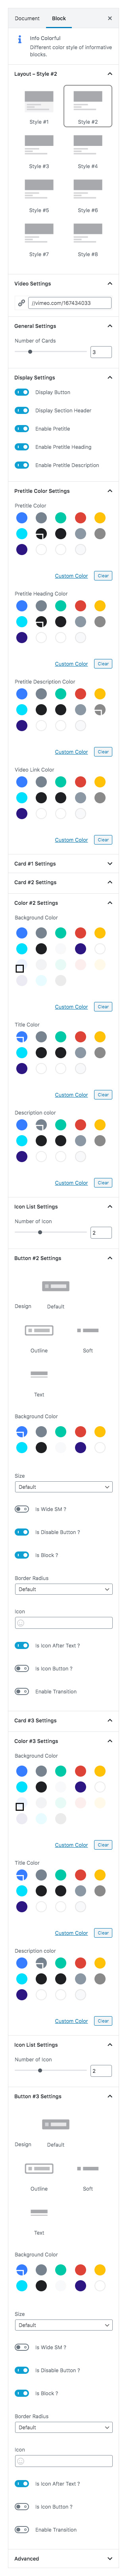 Document Block
Info Colorful
Different color style of informative
blocks.
Layout – Style #2
Style #1 Style #2
Style #3 Style #4
Style #5 Style #6
Style #7 Style #8
Video Settings
//vimeo.com/167434033
General Settings
Number of Cards
3
Display Settings
Display Button
Display Section Header
Enable Pretitle
Enable Pretitle Heading
Enable Pretitle Description
Pretitle Color Settings
Pretitle Color
Custom Color Clear
Pretitle Heading Color
Custom Color Clear
Pretitle Description Color
Custom Color Clear
Video Link Color
Custom Color Clear
Card #1 Settings
Card #2 Settings
Color #2 Settings
Background Color
Custom Color Clear
Title Color
Custom Color Clear
Description color
Custom Color Clear
Icon List Settings
Number of Icon
2
Button #2 Settings
Design Default
Outline Soft
Text
Background Color
Size
Default
Is Wide SM ?
Is Disable Button ?
Is Block ?
Border Radius
Default
Icon
Is Icon After Text ?
Is Icon Button ?
Enable Transition
Card #3 Settings
Color #3 Settings
Background Color
Custom Color Clear
Title Color
Custom Color Clear
Description color
Custom Color Clear
Icon List Settings
Number of Icon
2
Button #3 Settings
Design Default
Outline Soft
Text
Background Color
Size
Default
Is Wide SM ?
Is Disable Button ?
Is Block ?
Border Radius
Default
Icon
Is Icon After Text ?
Is Icon Button ?
Enable Transition
Advanced